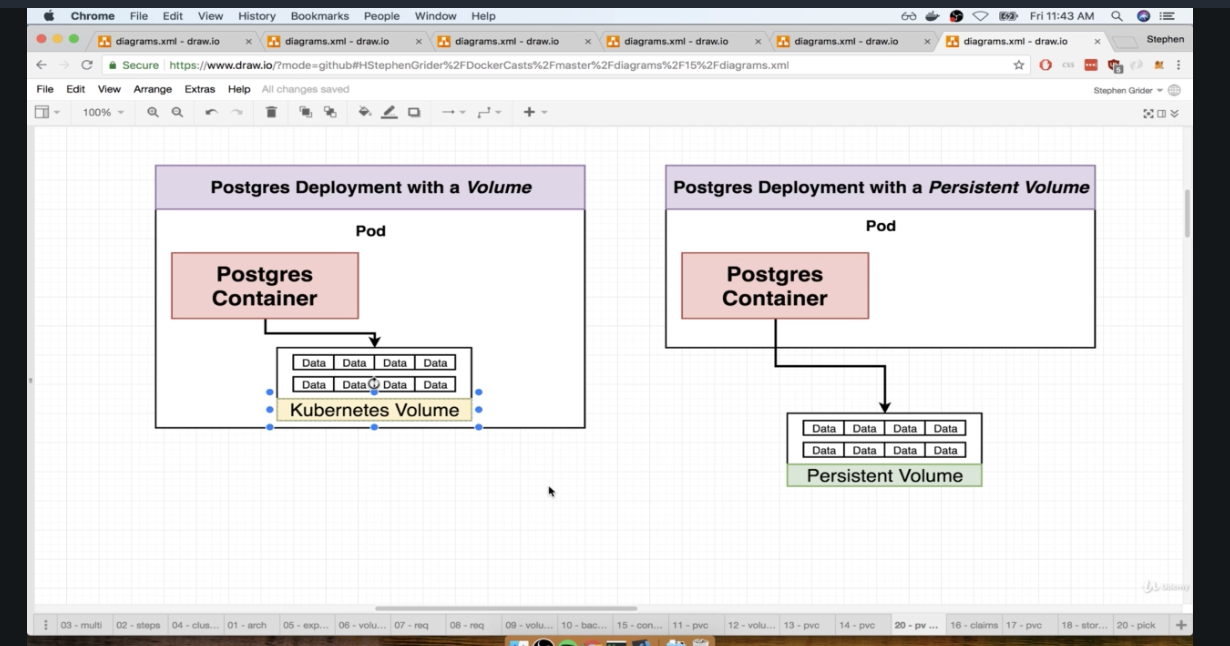 Chrome File Edit View History Bookmarks People Window Help Fri 11:43 AM
diagrams.xml - draw.io × diagrams.xml - draw.io × diagrams.xml - draw.io × diagrams.xml - draw.io × diagrams.xml - draw.io × diagrams.xml - draw.io × Stephen
Secure https://www.draw.io/?mode=github#HStephenGrider%2FDockerCasts%2Fmaster%2Fdiagrams%2F15%2Fdiagrams.xml
File Edit View Arrange Extras Help All changes saved Stephen Grider
100%
Postgres Deployment with a Volume
Pod
Postgres
Container
Data Data Data Data
Data Data Data Data
Kubernetes Volume
Postgres Deployment with a Persistent Volume
Pod
Postgres
Container
Data Data Data Data
Data Data Data Data
Persistent Volume
Udemy
03 - multi 02 - steps 04 - clus... 01 - arch 05 - exp... 06 - volu... 07 - req 08 - req 09 - volu... 10 - bac... 15 - con... 11 - pvc 12 - volu... 13 - pvc 14 - pvc 20 - pv ... 16 - claims 17 - pvc 18 - stor... 20 - pick